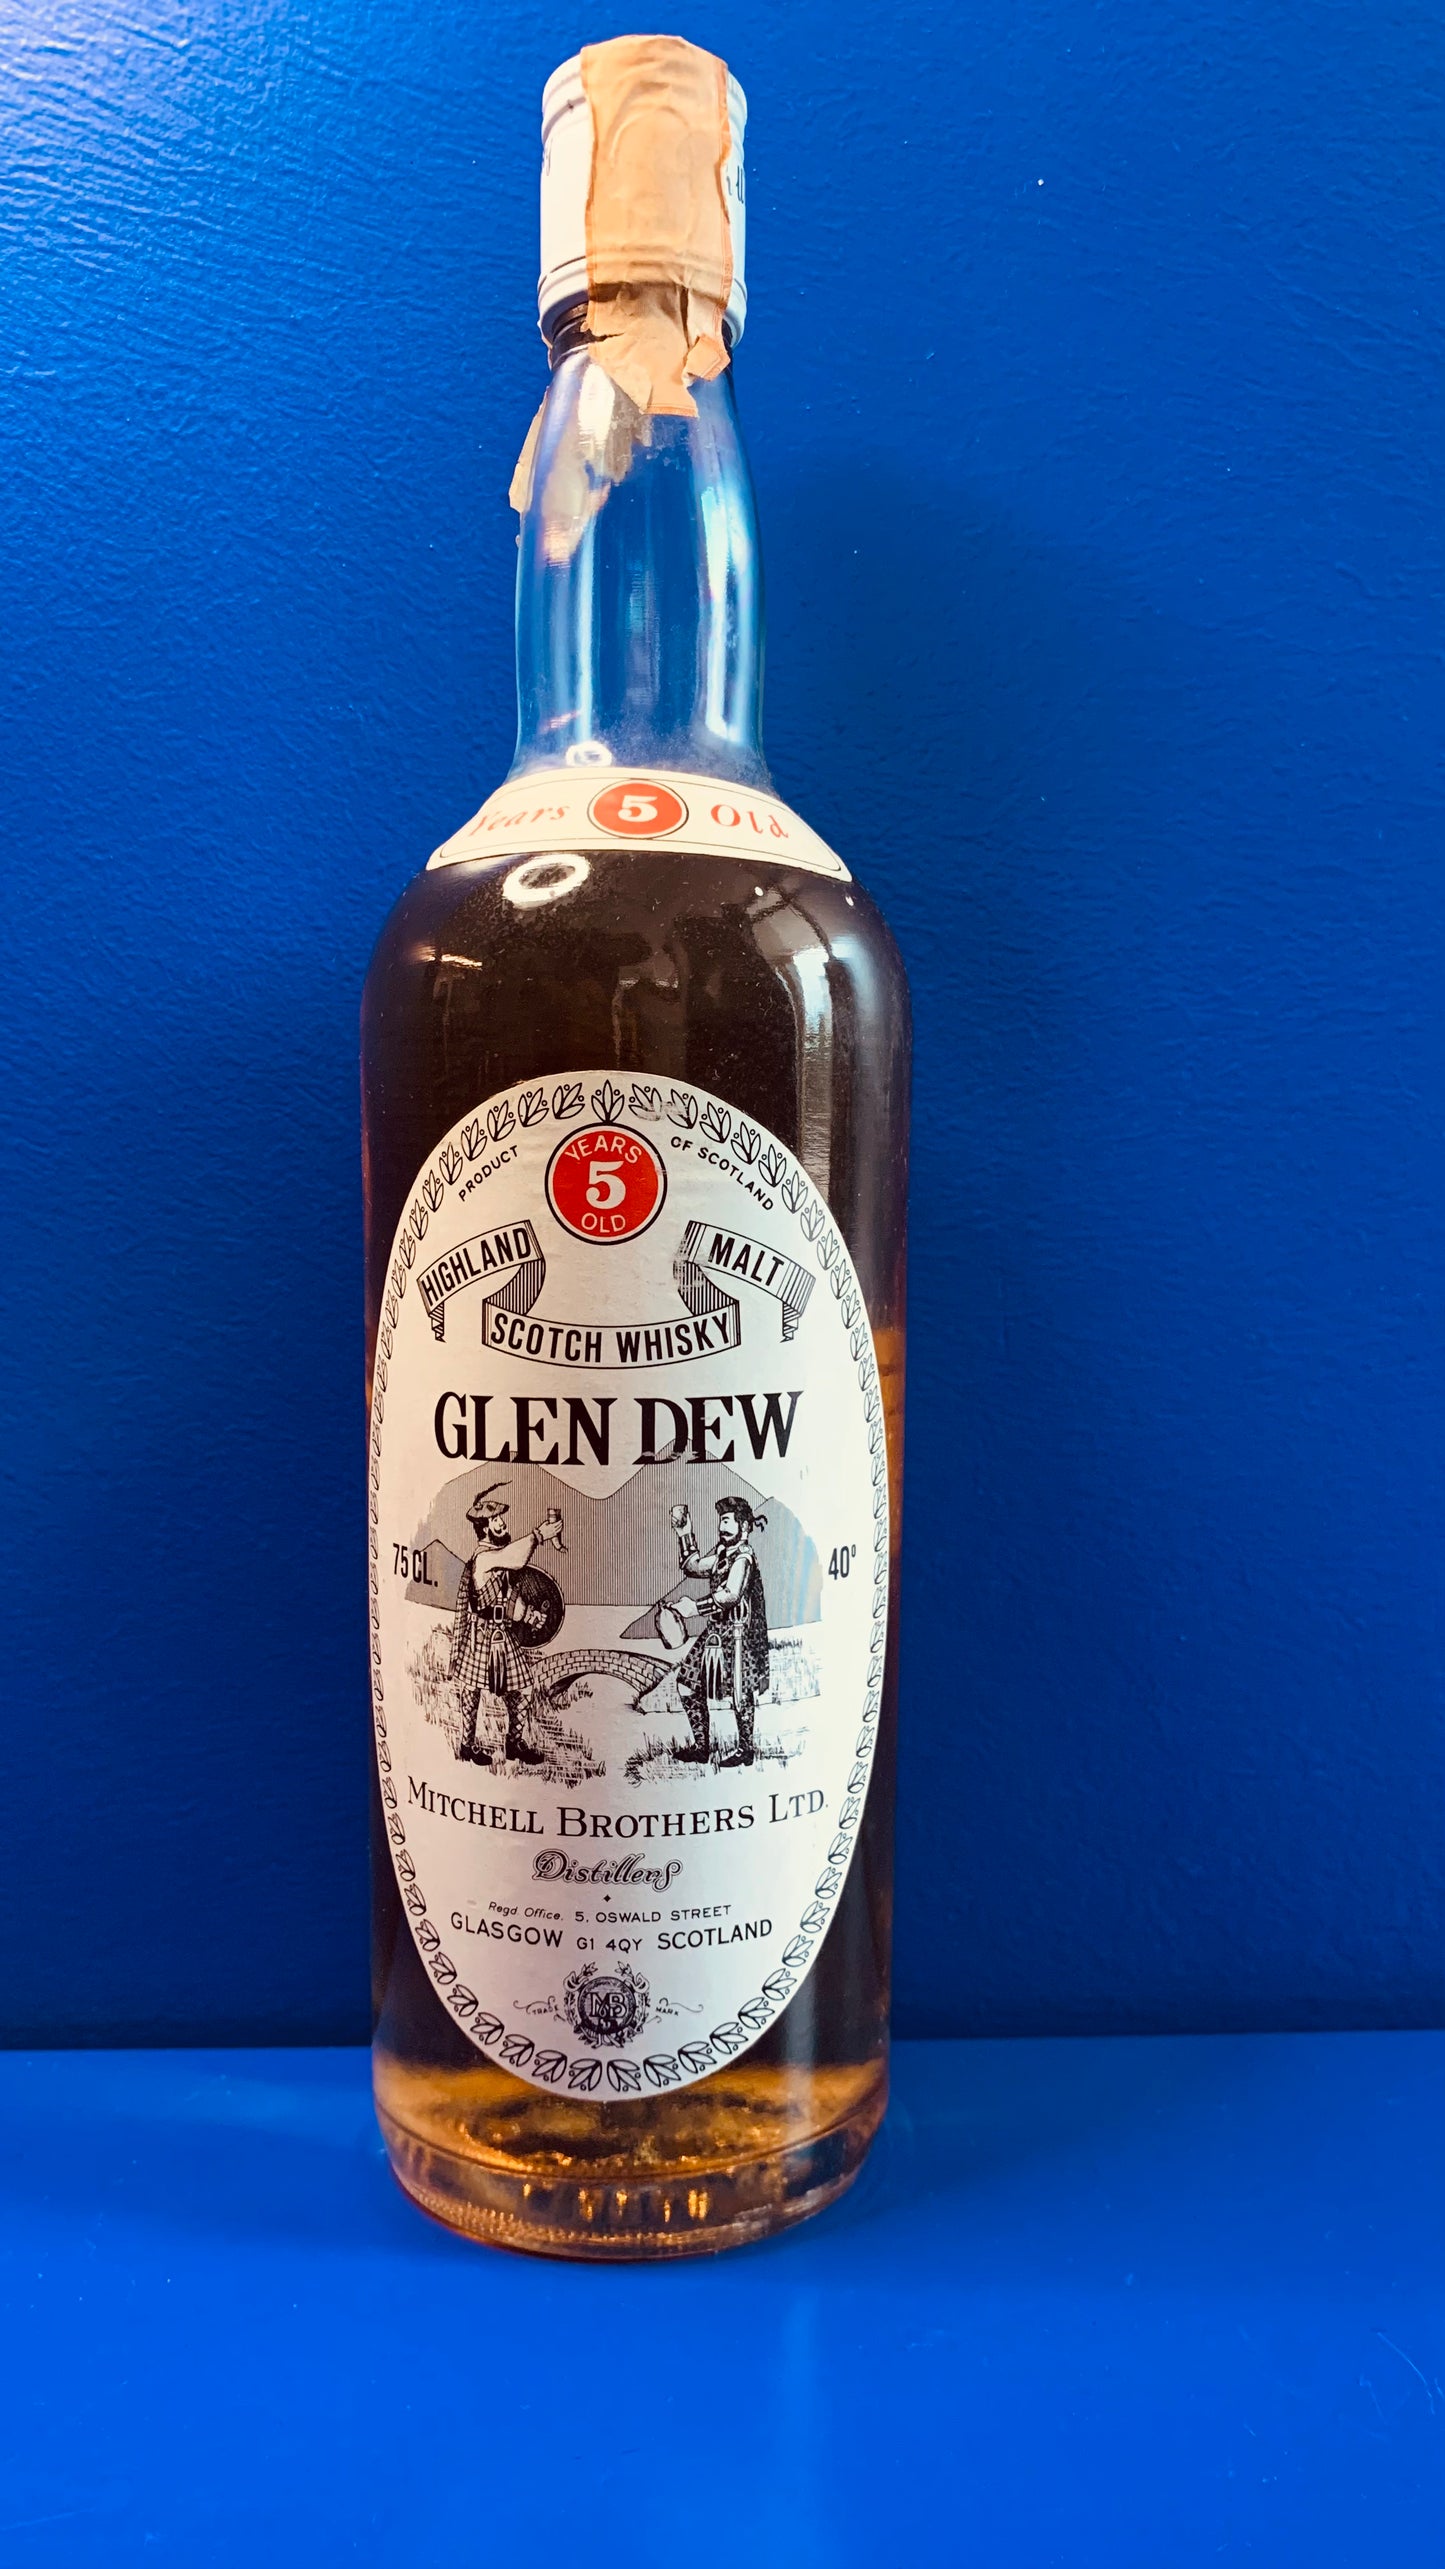 Years 5 Old
YEARS
5
OLD
PRODUCT OF SCOTLAND
HIGHLAND MALT
SCOTCH WHISKY
GLEN DEW
75 CL. 40°
MITCHELL BROTHERS LTD.
Distillers
Regd Office. 5, OSWALD STREET
GLASGOW G1 4QY SCOTLAND
TRADE MB MARK